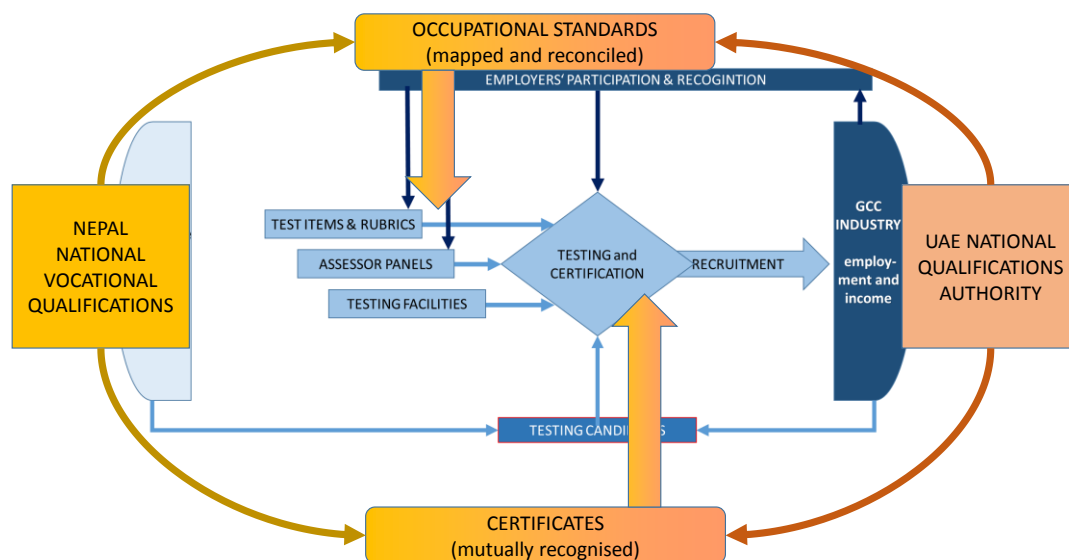 OCCUPATIONAL STANDARDS
(mapped and reconciled)
EMPLOYERS' PARTICIPATION & RECOGINTION
NEPAL
NATIONAL
VOCATIONAL
QUALIFICATIONS
TEST ITEMS & RUBRICS
ASSESSOR PANELS
TESTING FACILITIES
TESTING and
CERTIFICATION
RECRUITMENT
GCC
INDUSTRY
employ-
ment and
income
UAE NATIONAL
QUALIFICATIONS
AUTHORITY
TESTING
CERTIFICATES
(mutually recognised)